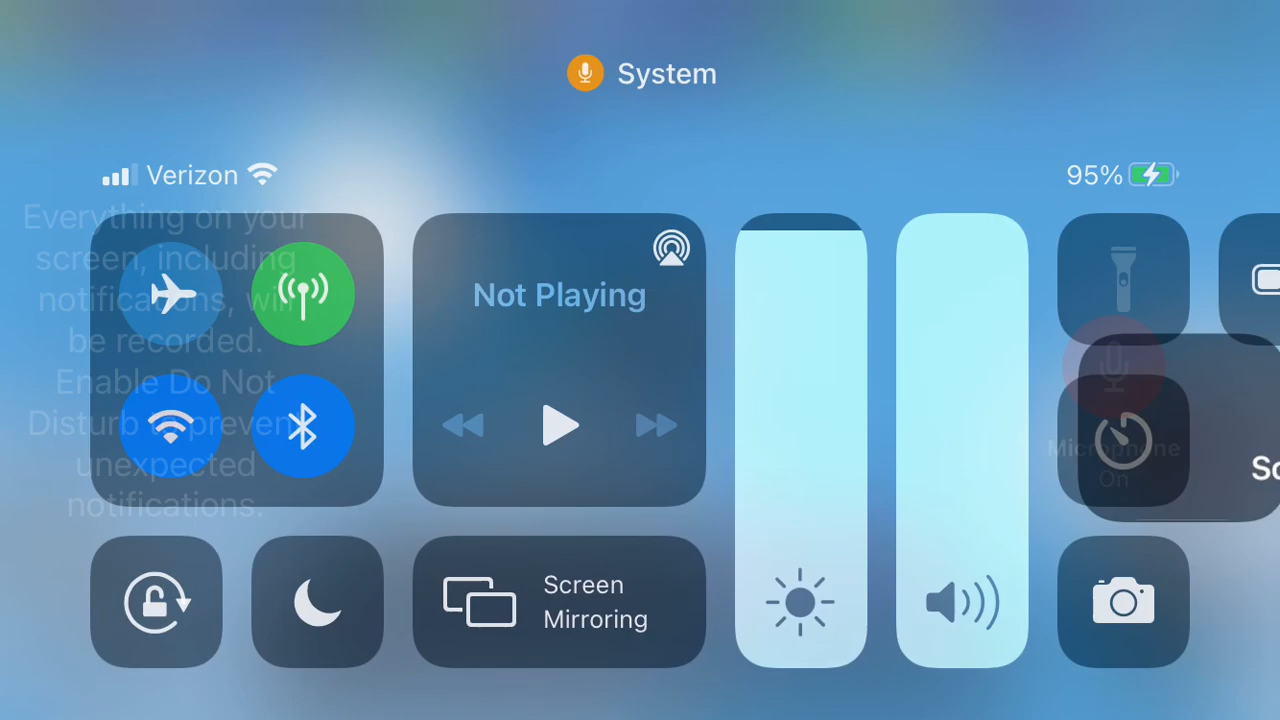 System
Verizon
95%
Everything on your
screen, including
notifications, will
be recorded.
Enable Do Not
Disturb to prevent
unexpected
notifications.
Not Playing
Microphone
On
Sc
Screen
Mirroring